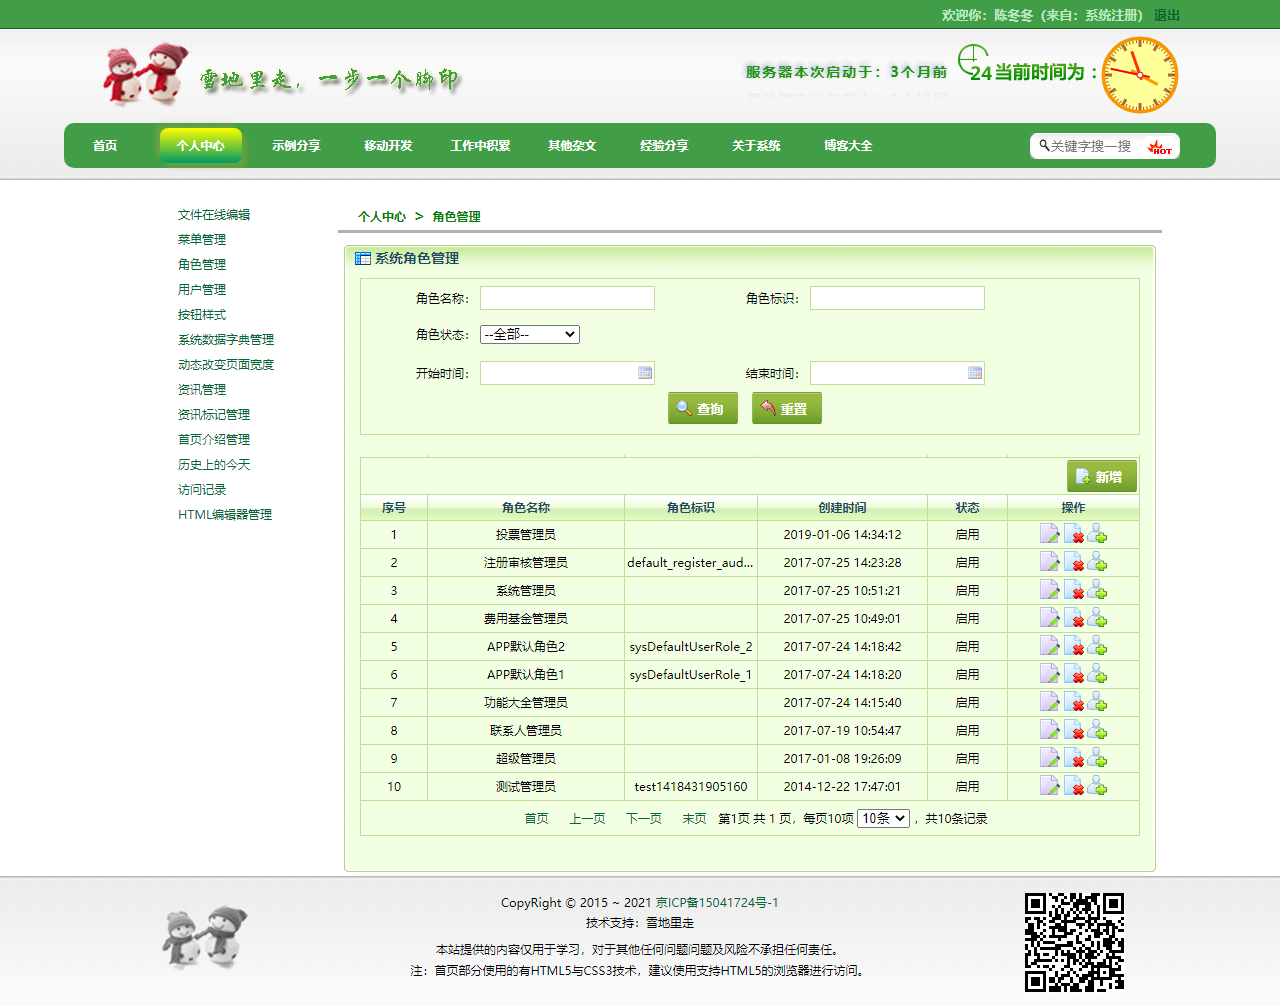 欢迎你：陈冬冬（来自：系统注册） 退出
雪地里走，一步一个脚印
服务器本次启动于：3个月前
24 当前时间为：
首页 个人中心 示例分享 移动开发 工作中积累 其他杂文 经验分享 关于系统 博客大全 关键字搜一搜 HOT
文件在线编辑
菜单管理
角色管理
用户管理
按钮样式
系统数据字典管理
动态改变页面宽度
资讯管理
资讯标记管理
首页介绍管理
历史上的今天
访问记录
HTML编辑器管理
个人中心 > 角色管理
系统角色管理
角色名称： 角色标识：
角色状态： --全部--
开始时间： 结束时间：
查询 重置
新增
序号 角色名称 角色标识 创建时间 状态 操作
1 投票管理员 2019-01-06 14:34:12 启用
2 注册审核管理员 default_register_aud... 2017-07-25 14:23:28 启用
3 系统管理员 2017-07-25 10:51:21 启用
4 费用基金管理员 2017-07-25 10:49:01 启用
5 APP默认角色2 sysDefaultUserRole_2 2017-07-24 14:18:42 启用
6 APP默认角色1 sysDefaultUserRole_1 2017-07-24 14:18:20 启用
7 功能大全管理员 2017-07-24 14:15:40 启用
8 联系人管理员 2017-07-19 10:54:47 启用
9 超级管理员 2017-01-08 19:26:09 启用
10 测试管理员 test1418431905160 2014-12-22 17:47:01 启用
首页 上一页 下一页 末页 第1页 共 1 页，每页10项 10条 ，共10条记录
CopyRight © 2015 ~ 2021 京ICP备15041724号-1
技术支持：雪地里走
本站提供的内容仅用于学习，对于其他任何问题问题及风险不承担任何责任。
注：首页部分使用的有HTML5与CSS3技术，建议使用支持HTML5的浏览器进行访问。